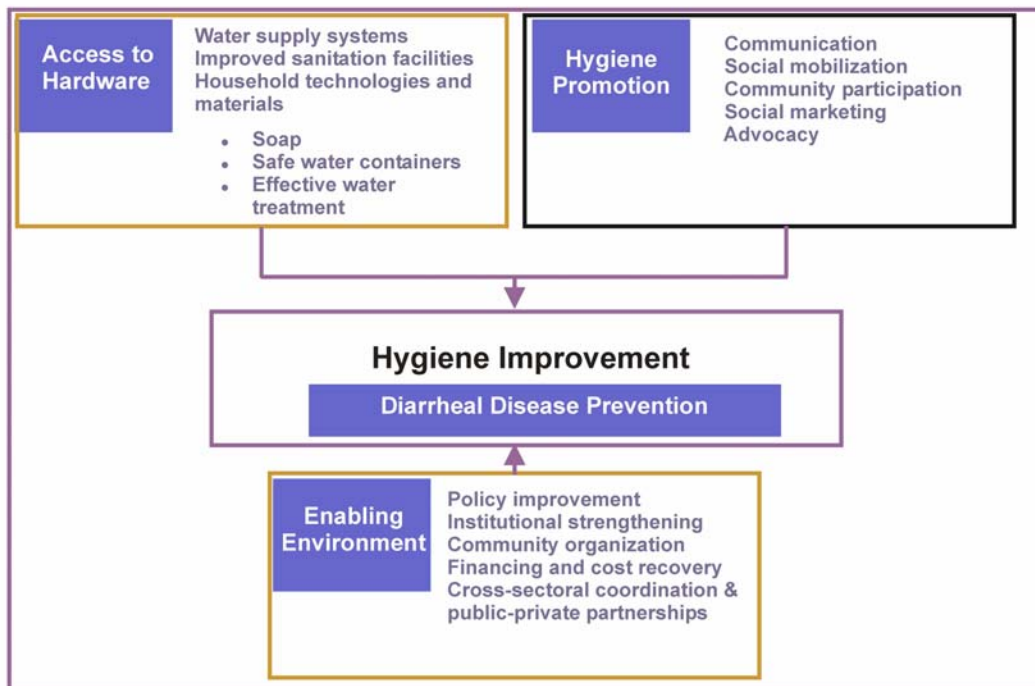 Access to
Hardware
Water supply systems
Improved sanitation facilities
Household technologies and
materials
• Soap
• Safe water containers
• Effective water
treatment
Hygiene
Promotion
Communication
Social mobilization
Community participation
Social marketing
Advocacy
Hygiene Improvement
Diarrheal Disease Prevention
Enabling
Environment
Policy improvement
Institutional strengthening
Community organization
Financing and cost recovery
Cross-sectoral coordination &
public-private partnerships